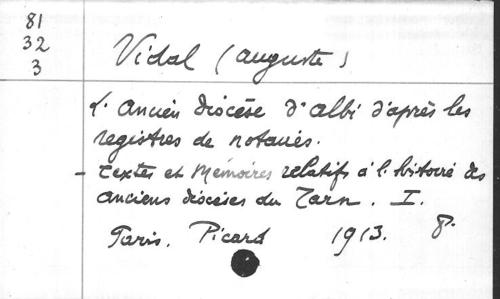 81
32
3
Vidal (Auguste)
L'Ancien diocèse d'Albi d'après les
registres de notaires.
- Textes et Mémoires relatifs à l'histoire des
anciens diocèses du Tarn. I.
Paris. Picard 1913. 8°.